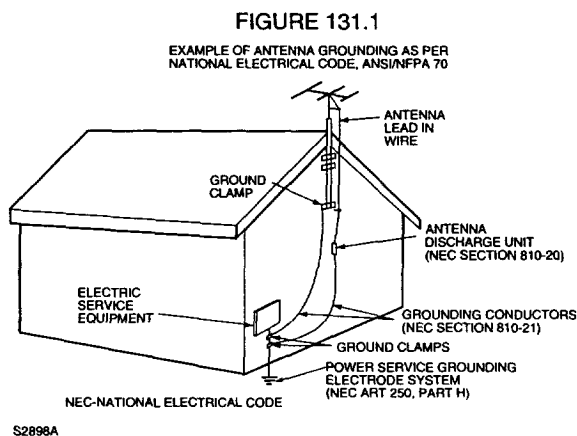 FIGURE 131.1
EXAMPLE OF ANTENNA GROUNDING AS PER
NATIONAL ELECTRICAL CODE, ANSI/NFPA 70
ANTENNA
LEAD IN
WIRE
GROUND
CLAMP
ANTENNA
DISCHARGE UNIT
(NEC SECTION 810-20)
ELECTRIC
SERVICE
EQUIPMENT
GROUNDING CONDUCTORS
(NEC SECTION 810-21)
GROUND CLAMPS
POWER SERVICE GROUNDING
ELECTRODE SYSTEM
(NEC ART 250, PART H)
NEC-NATIONAL ELECTRICAL CODE
S2898A